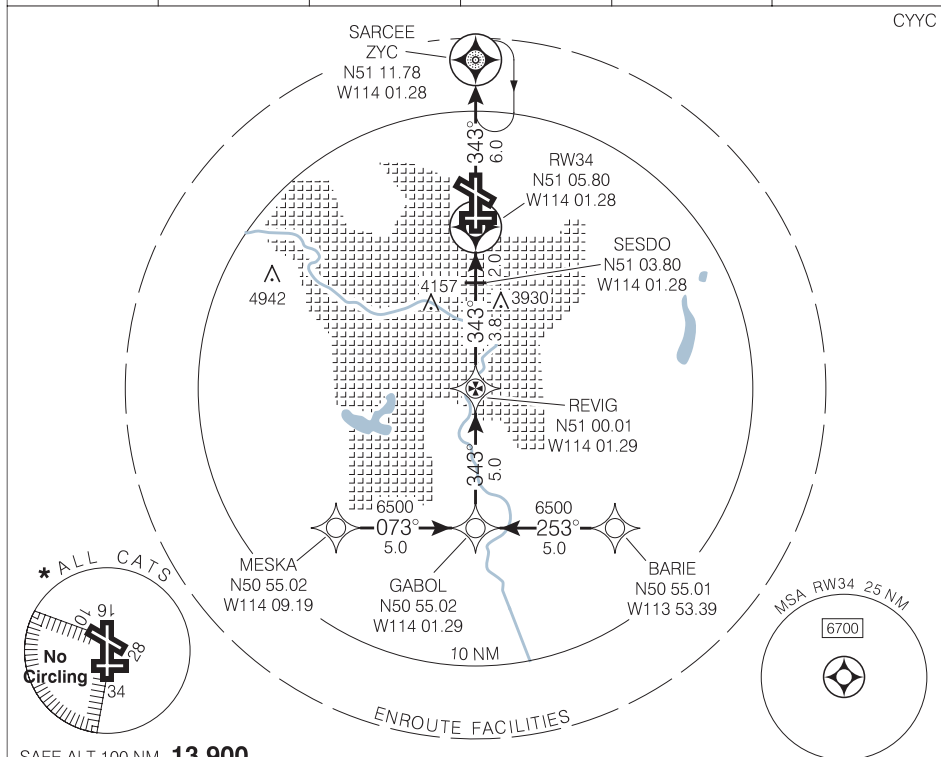 CYYC
SARCEE
ZYC
N51 11.78
W114 01.28
343°
6.0
RW34
N51 05.80
W114 01.28
SESDO
N51 03.80
W114 01.28
2.0
4942
4157
3930
343°
3.8
REVIG
N51 00.01
W114 01.29
343°
5.0
6500
073°
5.0
6500
253°
5.0
MESKA
N50 55.02
W114 09.19
GABOL
N50 55.02
W114 01.29
BARIE
N50 55.01
W113 53.39
10 NM
ENROUTE FACILITIES
* ALL CATS
16
10
28
34
No
Circling
MSA RW34 25 NM
6700
SAFE ALT 100 NM 13,900